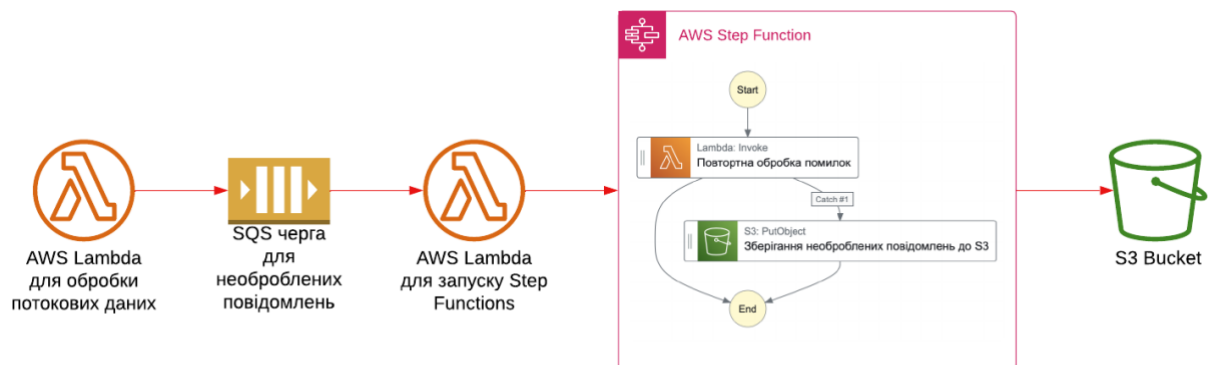 AWS Step Function
Start
Lambda: Invoke
Повтортна обробка помилок
Catch #1
S3: PutObject
Зберігання необроблених повідомлень до S3
End
AWS Lambda
для обробки
потокових даних
SQS черга
для
необроблених
повідомлень
AWS Lambda
для запуску Step
Functions
S3 Bucket